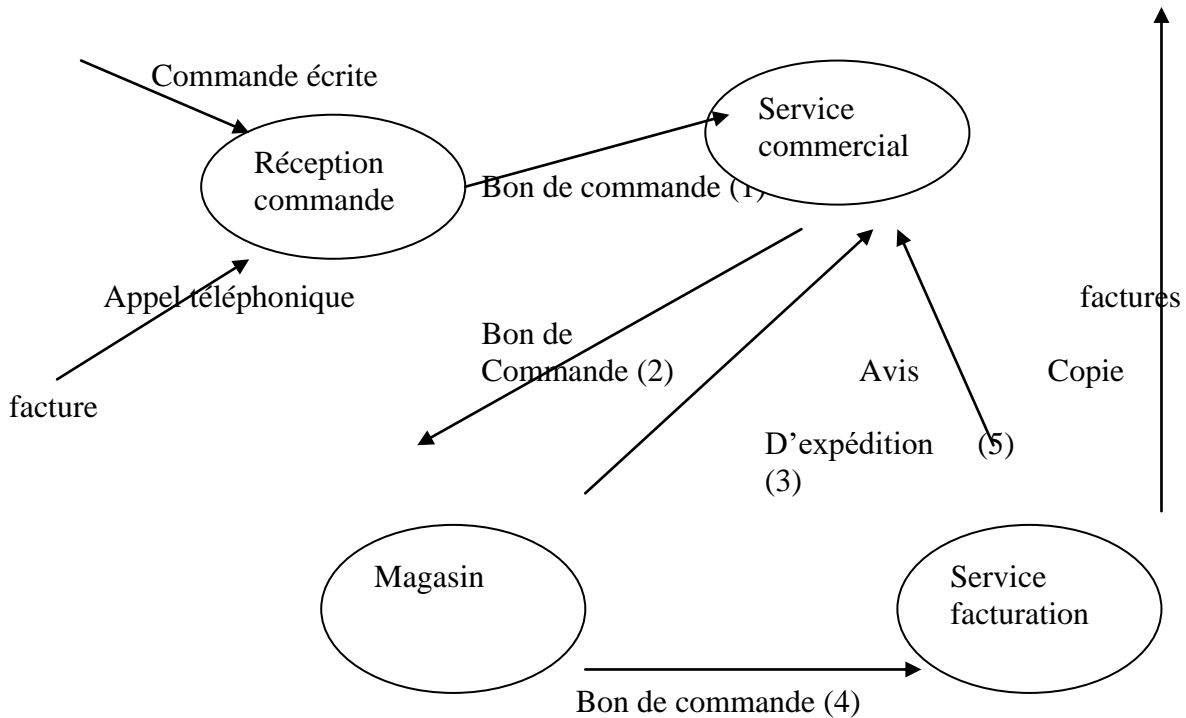 Commande écrite
Service
commercial
Réception
commande
Bon de commande (1)
Appel téléphonique
factures
Bon de
Commande (2)
Avis
Copie
facture
D’expédition
(3)
(5)
Magasin
Service
facturation
Bon de commande (4)